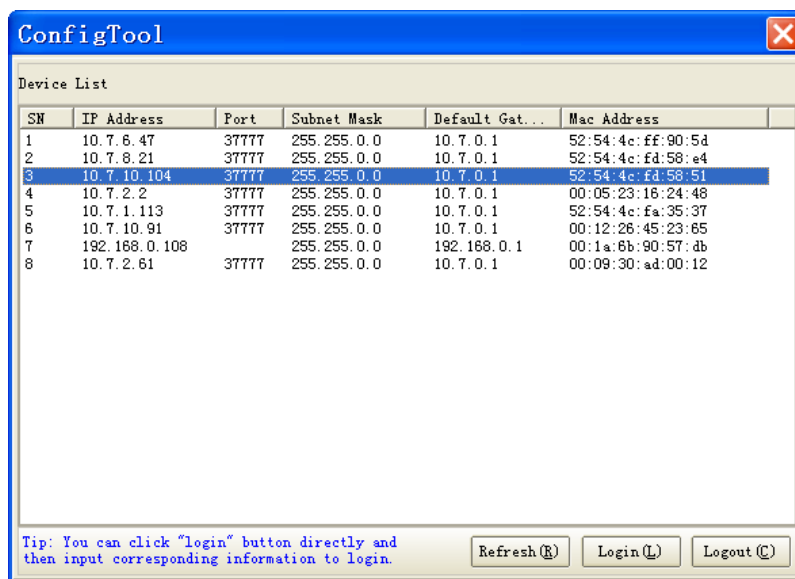 ConfigTool
Device List
SN IP Address Port Subnet Mask Default Gat... Mac Address
1 10.7.6.47 37777 255.255.0.0 10.7.0.1 52:54:4c:ff:90:5d
2 10.7.8.21 37777 255.255.0.0 10.7.0.1 52:54:4c:fd:58:e4
3 10.7.10.104 37777 255.255.0.0 10.7.0.1 52:54:4c:fd:58:51
4 10.7.2.2 37777 255.255.0.0 10.7.0.1 00:05:23:16:24:48
5 10.7.1.113 37777 255.255.0.0 10.7.0.1 52:54:4c:fa:35:37
6 10.7.10.91 37777 255.255.0.0 10.7.0.1 00:12:26:45:23:65
7 192.168.0.108 255.255.0.0 192.168.0.1 00:1a:6b:90:57:db
8 10.7.2.61 37777 255.255.0.0 10.7.0.1 00:09:30:ad:00:12
Tip: You can click "login" button directly and
then input corresponding information to login.
Refresh(R) Login(L) Logout(C)